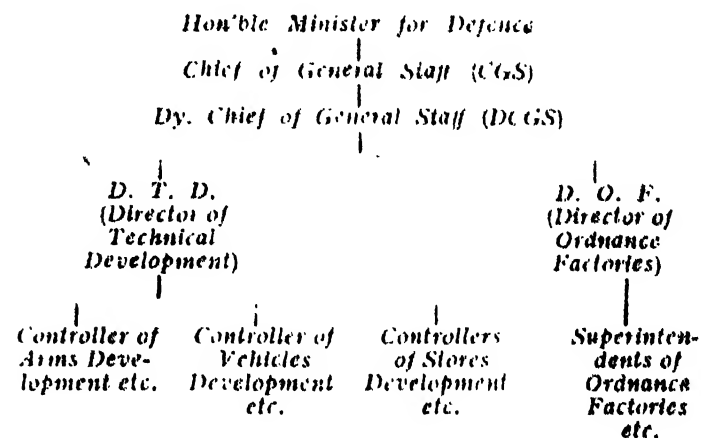 Hon'ble Minister for Defence
Chief of General Staff (CGS)
Dy. Chief of General Staff (DCGS)
D. T. D.
(Director of
Technical
Development)
D. O. F.
(Director of
Ordnance
Factories)
Controller of
Arms Deve-
lopment etc.
Controller of
Vehicles
Development
etc.
Controllers
of Stores
Development
etc.
Superinten-
dents of
Ordnance
Factories
etc.